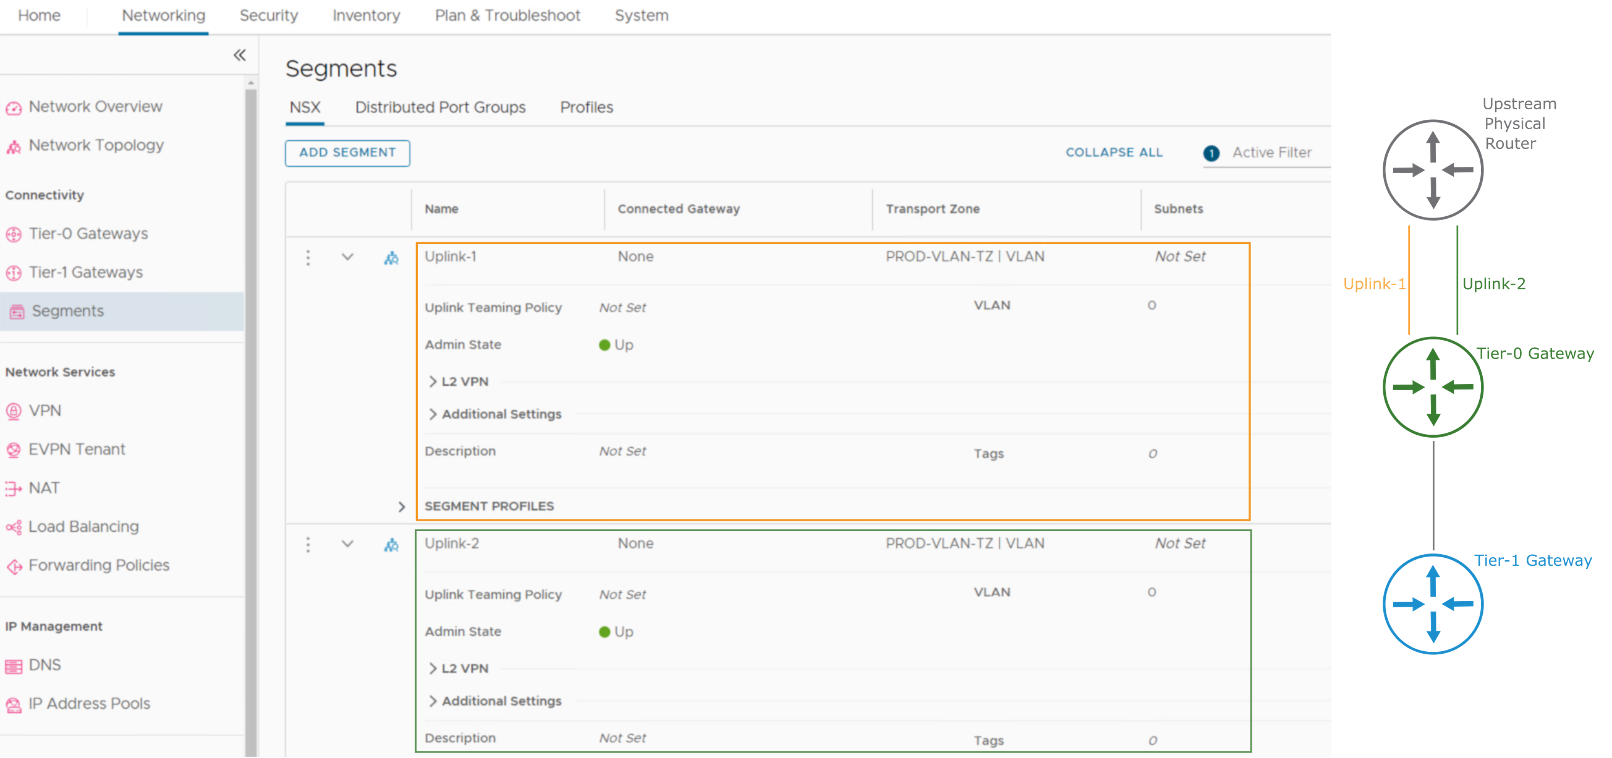 Home Networking Security Inventory Plan & Troubleshoot System
Network Overview
Network Topology
Connectivity
Tier-0 Gateways
Tier-1 Gateways
Segments
Network Services
VPN
EVPN Tenant
NAT
Load Balancing
Forwarding Policies
IP Management
DNS
IP Address Pools
Segments
NSX Distributed Port Groups Profiles
ADD SEGMENT COLLAPSE ALL 1 Active Filter
Name Connected Gateway Transport Zone Subnets
Uplink-1 None PROD-VLAN-TZ | VLAN Not Set
Uplink Teaming Policy Not Set VLAN 0
Admin State Up
L2 VPN
Additional Settings
Description Not Set Tags 0
SEGMENT PROFILES
Uplink-2 None PROD-VLAN-TZ | VLAN Not Set
Uplink Teaming Policy Not Set VLAN 0
Admin State Up
L2 VPN
Additional Settings
Description Not Set Tags 0
Upstream
Physical
Router
Uplink-1 Uplink-2
Tier-0 Gateway
Tier-1 Gateway